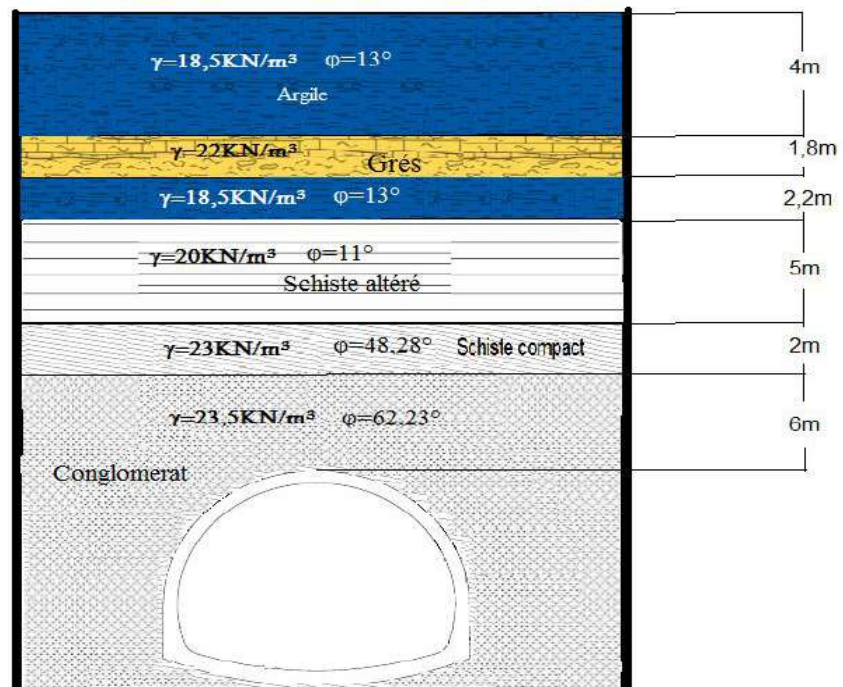 γ=18,5KN/m³ φ=13°
4m
Argile
γ=22KN/m³
1,8m
Grés
γ=18,5KN/m³ φ=13°
2,2m
γ=20KN/m³ φ=11°
5m
Schiste altéré
γ=23KN/m³ φ=48,28° Schiste compact
2m
γ=23,5KN/m³ φ=62,23°
6m
Conglomerat